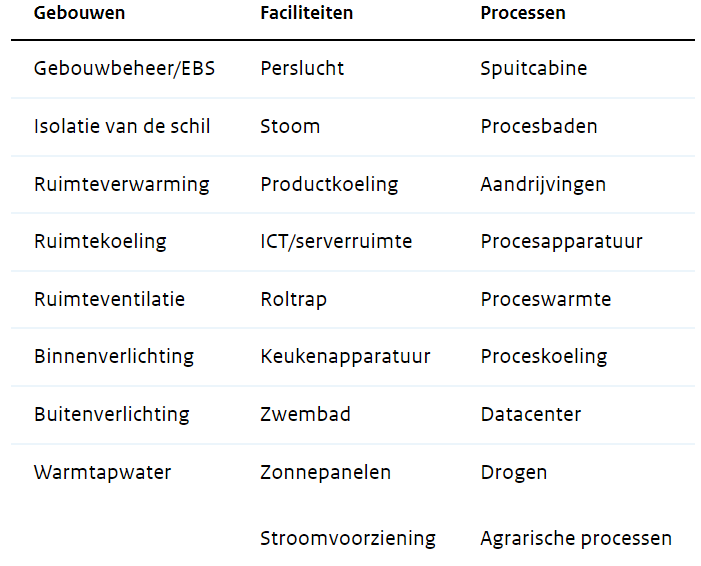 Gebouwen Faciliteiten Processen
Gebouwbeheer/EBS Perslucht Spuitcabine
Isolatie van de schil Stoom Procesbaden
Ruimteverwarming Productkoeling Aandrijvingen
Ruimtekoeling ICT/serverruimte Procesapparatuur
Ruimteventilatie Roltrap Proceswarmte
Binnenverlichting Keukenapparatuur Proceskoeling
Buitenverlichting Zwembad Datacenter
Warmtapwater Zonnepanelen Drogen
Stroomvoorziening Agrarische processen